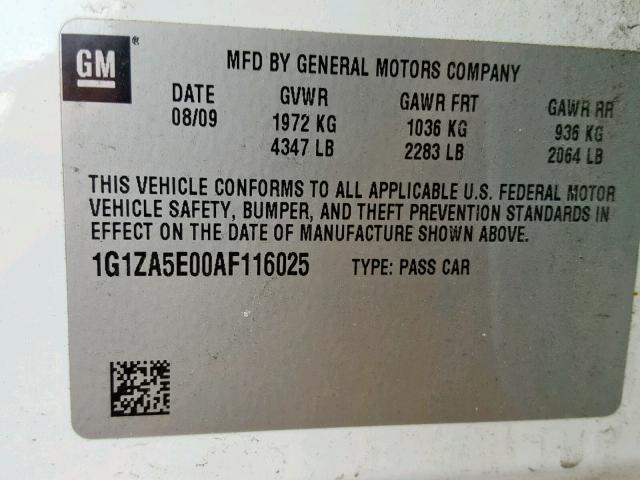 GM
MFD BY GENERAL MOTORS COMPANY
DATE GVWR GAWR FRT GAWR RR
08/09 1972 KG 1036 KG 936 KG
4347 LB 2283 LB 2064 LB
THIS VEHICLE CONFORMS TO ALL APPLICABLE U.S. FEDERAL MOTOR
VEHICLE SAFETY, BUMPER, AND THEFT PREVENTION STANDARDS IN
EFFECT ON THE DATE OF MANUFACTURE SHOWN ABOVE.
1G1ZA5E00AF116025 TYPE: PASS CAR